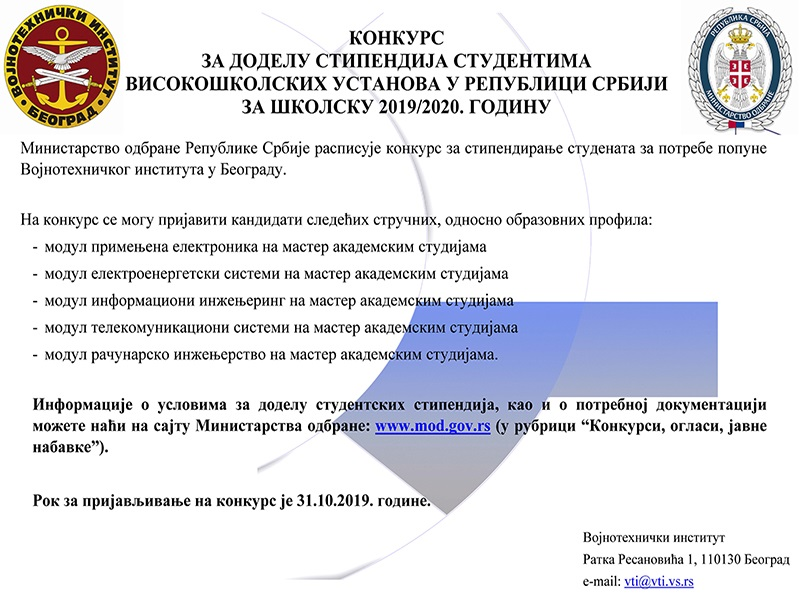 ВОЈНОТЕХНИЧКИ ИНСТИТУТ
БЕОГРАД
РЕПУБЛИКА СРБИЈА
МИНИСТАРСТВО ОДБРАНЕ
КОНКУРС
ЗА ДОДЕЛУ СТИПЕНДИЈА СТУДЕНТИМА
ВИСОКОШКОЛСКИХ УСТАНОВА У РЕПУБЛИЦИ СРБИЈИ
ЗА ШКОЛСКУ 2019/2020. ГОДИНУ
Министарство одбране Републике Србије расписује конкурс за стипендирање студената за потребе попуне
Војнотехничког института у Београду.
На конкурс се могу пријавити кандидати следећих стручних, односно образовних профила:
- модул примењена електроника на мастер академским студијама
- модул електроенергетски системи на мастер академским студијама
- модул информациони инжењеринг на мастер академским студијама
- модул телекомуникациони системи на мастер академским студијама
- модул рачунарско инжењерство на мастер академским студијама.
Информације о условима за доделу студентских стипендија, као и о потребној документацији
можете наћи на сајту Министарства одбране: www.mod.gov.rs (у рубрици “Конкурси, огласи, јавне
набавке”).
Рок за пријављивање на конкурс је 31.10.2019. године.
Војнотехнички институт
Ратка Ресановића 1, 110130 Београд
e-mail: vti@vti.vs.rs